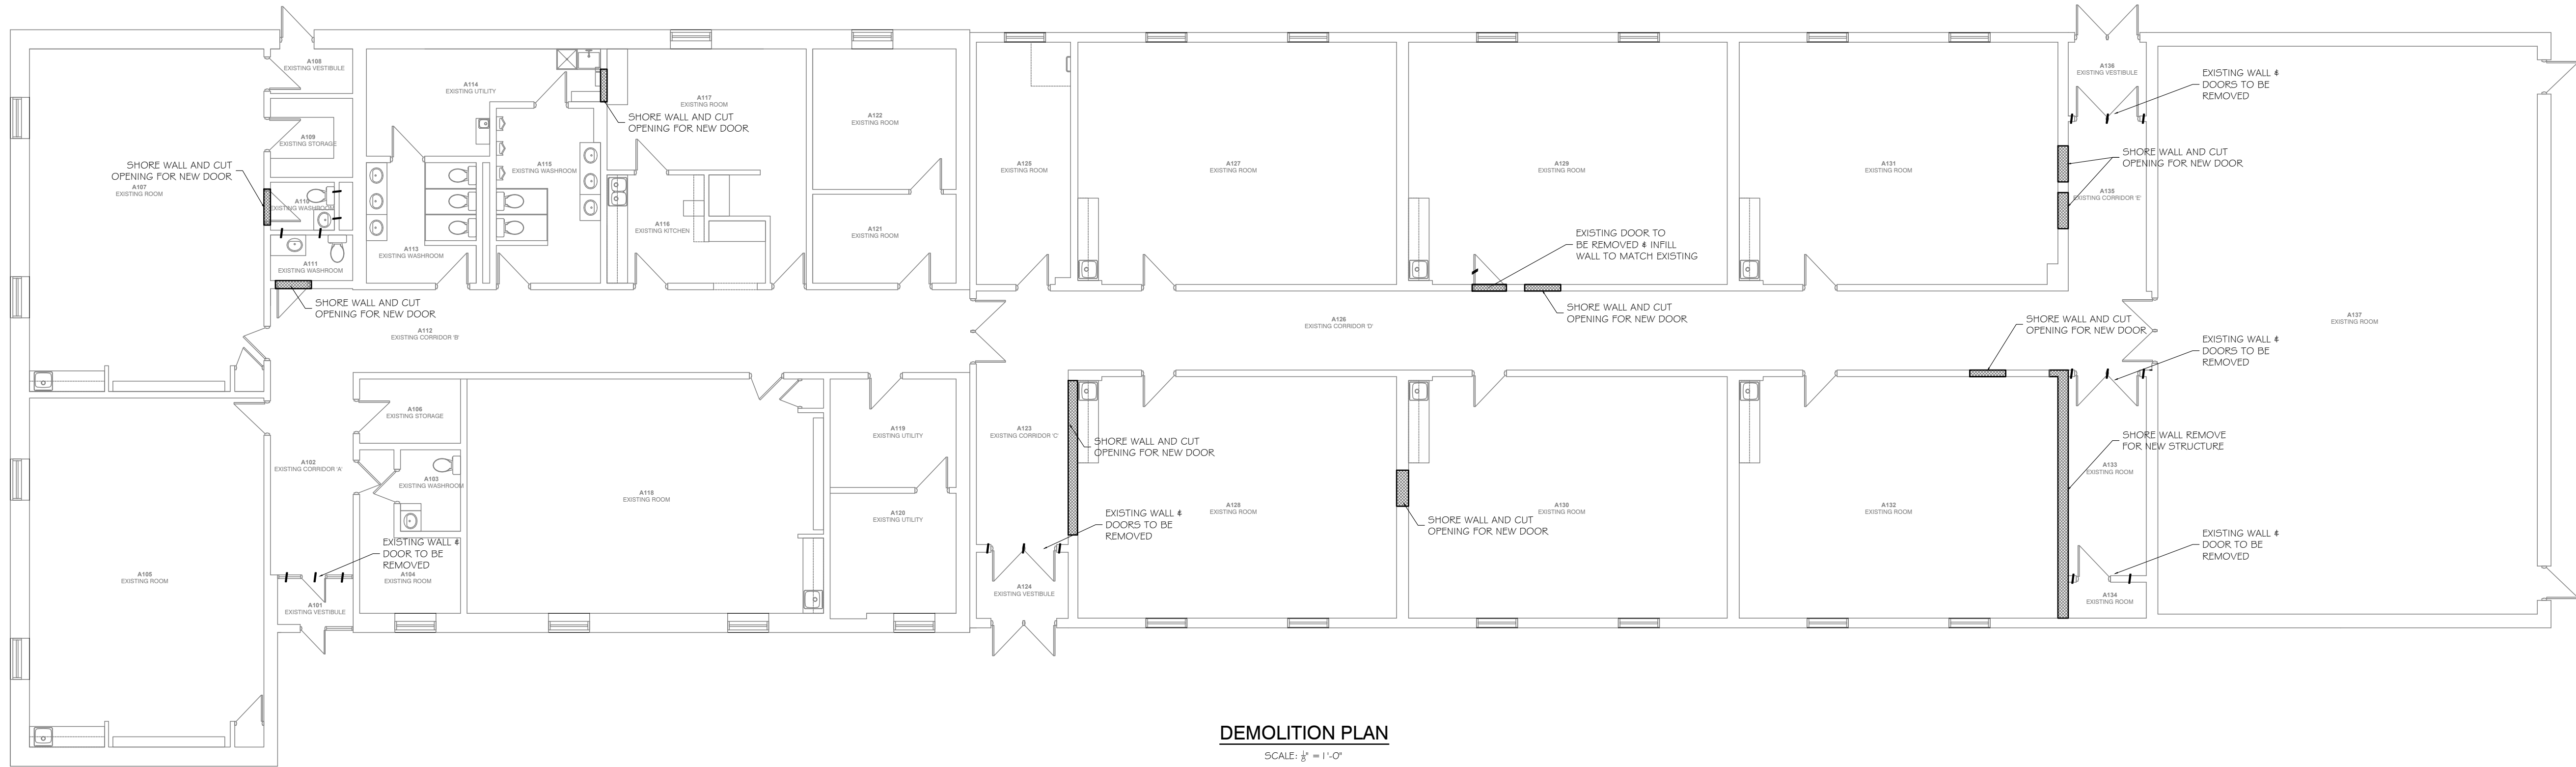 A108
EXISTING VESTIBULE
A109
EXISTING STORAGE
SHORE WALL AND CUT
OPENING FOR NEW DOOR
A107
EXISTING ROOM
A110
EXISTING WASHROOM
A111
EXISTING WASHROOM
SHORE WALL AND CUT
OPENING FOR NEW DOOR
A112
EXISTING CORRIDOR 'B'
A114
EXISTING UTILITY
A115
EXISTING WASHROOM
A113
EXISTING WASHROOM
A117
EXISTING ROOM
SHORE WALL AND CUT
OPENING FOR NEW DOOR
A116
EXISTING KITCHEN
A122
EXISTING ROOM
A121
EXISTING ROOM
A125
EXISTING ROOM
A127
EXISTING ROOM
A129
EXISTING ROOM
EXISTING DOOR TO
BE REMOVED & INFILL
WALL TO MATCH EXISTING
SHORE WALL AND CUT
OPENING FOR NEW DOOR
A126
EXISTING CORRIDOR 'D'
A131
EXISTING ROOM
A136
EXISTING VESTIBULE
EXISTING WALL &
DOORS TO BE
REMOVED
SHORE WALL AND CUT
OPENING FOR NEW DOOR
A135
EXISTING CORRIDOR 'E'
SHORE WALL AND CUT
OPENING FOR NEW DOOR
A137
EXISTING ROOM
EXISTING WALL &
DOORS TO BE
REMOVED
A106
EXISTING STORAGE
A102
EXISTING CORRIDOR 'A'
A103
EXISTING WASHROOM
EXISTING WALL &
DOOR TO BE
REMOVED
A104
EXISTING ROOM
A105
EXISTING ROOM
A101
EXISTING VESTIBULE
A118
EXISTING ROOM
A119
EXISTING UTILITY
A120
EXISTING UTILITY
A123
EXISTING CORRIDOR 'C'
SHORE WALL AND CUT
OPENING FOR NEW DOOR
EXISTING WALL &
DOORS TO BE
REMOVED
A124
EXISTING VESTIBULE
A128
EXISTING ROOM
A130
EXISTING ROOM
SHORE WALL AND CUT
OPENING FOR NEW DOOR
A132
EXISTING ROOM
SHORE WALL REMOVE
FOR NEW STRUCTURE
A133
EXISTING ROOM
EXISTING WALL &
DOOR TO BE
REMOVED
A134
EXISTING ROOM
DEMOLITION PLAN
SCALE: 1/8" = 1'-0"